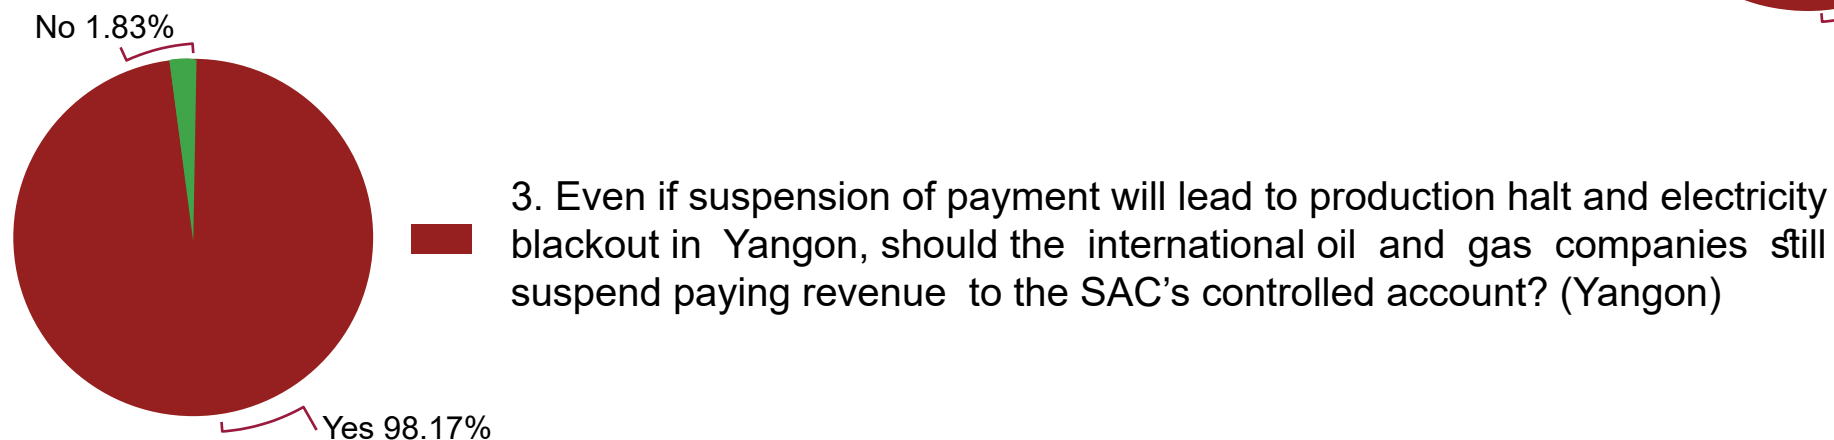 No 1.83%
3. Even if suspension of payment will lead to production halt and electricity
blackout in Yangon, should the international oil and gas companies still
suspend paying revenue to the SAC’s controlled account? (Yangon)
Yes 98.17%